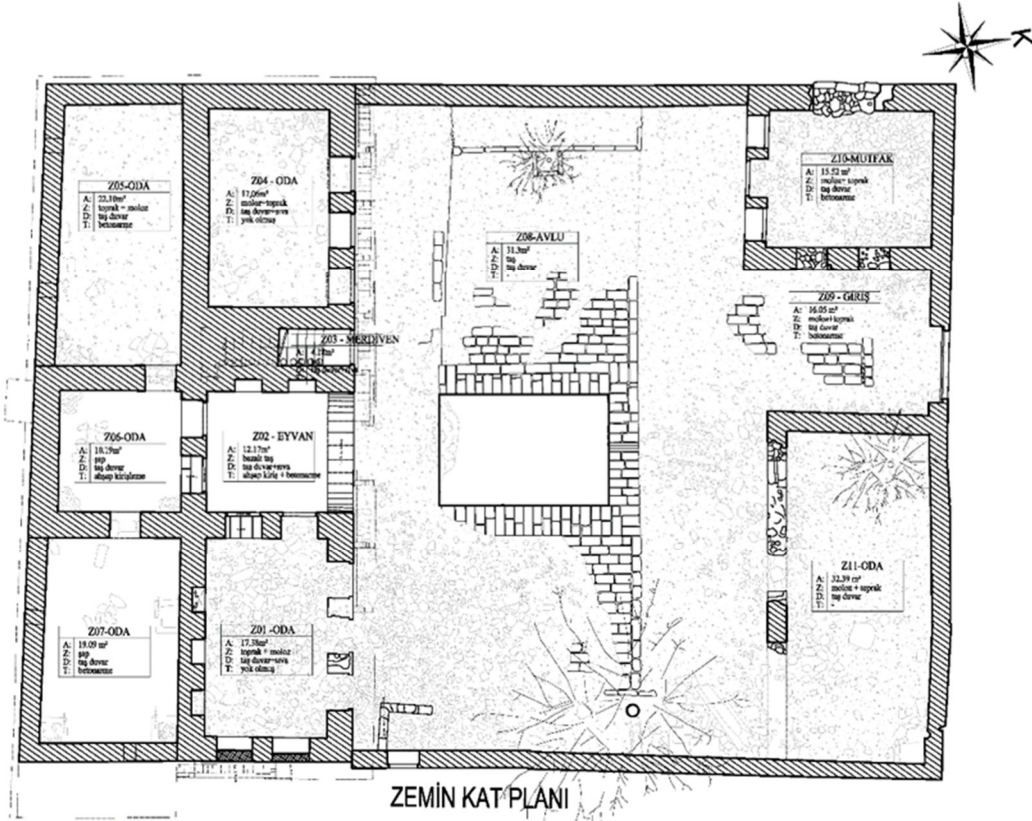 K
Z05-ODA
A: 22,10m²
Z: toprak + moloz
D: taş duvar
T: betonarme
Z04 - ODA
A: 17,06m²
Z: moloz+toprak
D: taş duvar+sıva
T: yok olmuş
Z03 - MERDİVEN
A:
Z08-AVLU
A: 31.3m²
Z: taş
D: taş duvar
T:
Z10-MUTFAK
A: 15.52 m²
Z: moloz+ toprak
D: taş duvar
T: betonarme
Z09 - GİRİŞ
A: 16.05 m²
Z: moloz+toprak
D: taş duvar
T: betonarme
Z06-ODA
A: 10.19m²
Z: şap
D: taş duvar
T: ahşap kirişleme
Z02 - EYVAN
A: 12.17m²
Z: bazalt taş
D: taş duvar+sıva
T: ahşap kiriş + betonarme
Z07-ODA
A: 19.09 m²
Z: şap
D: taş duvar
T: betonarme
Z01 -ODA
A: 17.38m²
Z: toprak + moloz
D: taş duvar+sıva
T: yok olmuş
Z11-ODA
A: 32.39 m²
Z: moloz + toprak
D: taş duvar
T: -
ZEMİN KAT PLANI